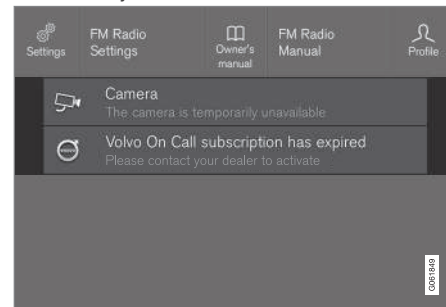 Settings
FM Radio
Settings
Owner's
manual
FM Radio
Manual
Profile
Camera
The camera is temporarily unavailable
Volvo On Call subscription has expired
Please contact your dealer to activate
G061849